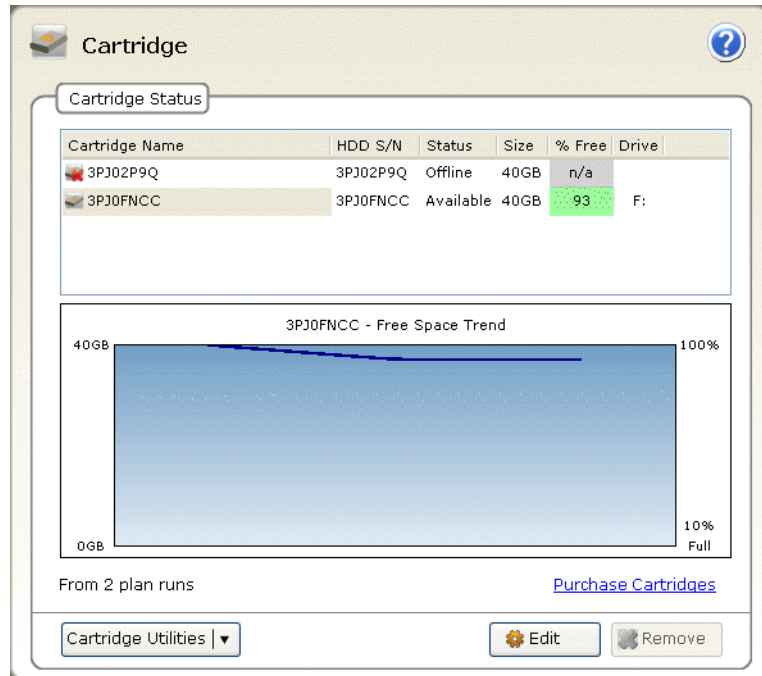 Cartridge
Cartridge Status
Cartridge Name HDD S/N Status Size % Free Drive
3PJ02P9Q 3PJ02P9Q Offline 40GB n/a
3PJ0FNCC 3PJ0FNCC Available 40GB 93 F:
3PJ0FNCC - Free Space Trend
40GB 100%
10%
0GB Full
From 2 plan runs Purchase Cartridges
Cartridge Utilities Edit Remove